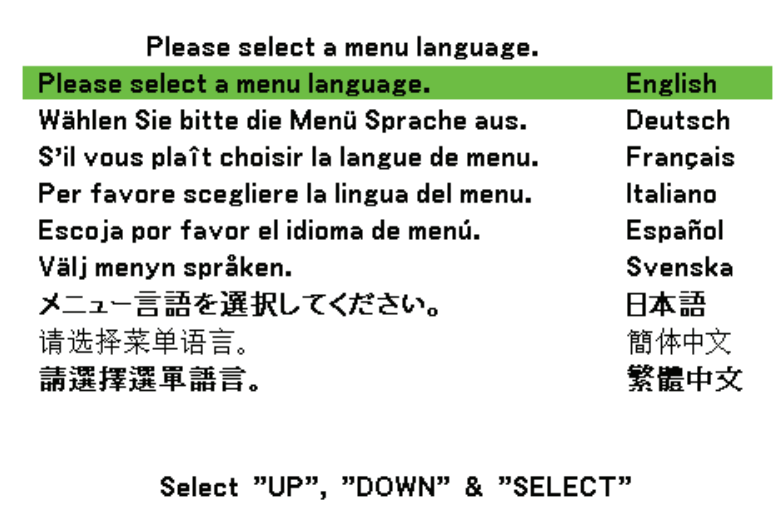 Please select a menu language.
Please select a menu language. English
Wählen Sie bitte die Menü Sprache aus. Deutsch
S'il vous plaît choisir la langue de menu. Français
Per favore scegliere la lingua del menu. Italiano
Escoja por favor el idioma de menú. Español
Välj menyn språken. Svenska
メニュー言語を選択してください。 日本語
请选择菜单语言。 簡体中文
請選擇選單語言。 繁體中文
Select "UP", "DOWN" & "SELECT"